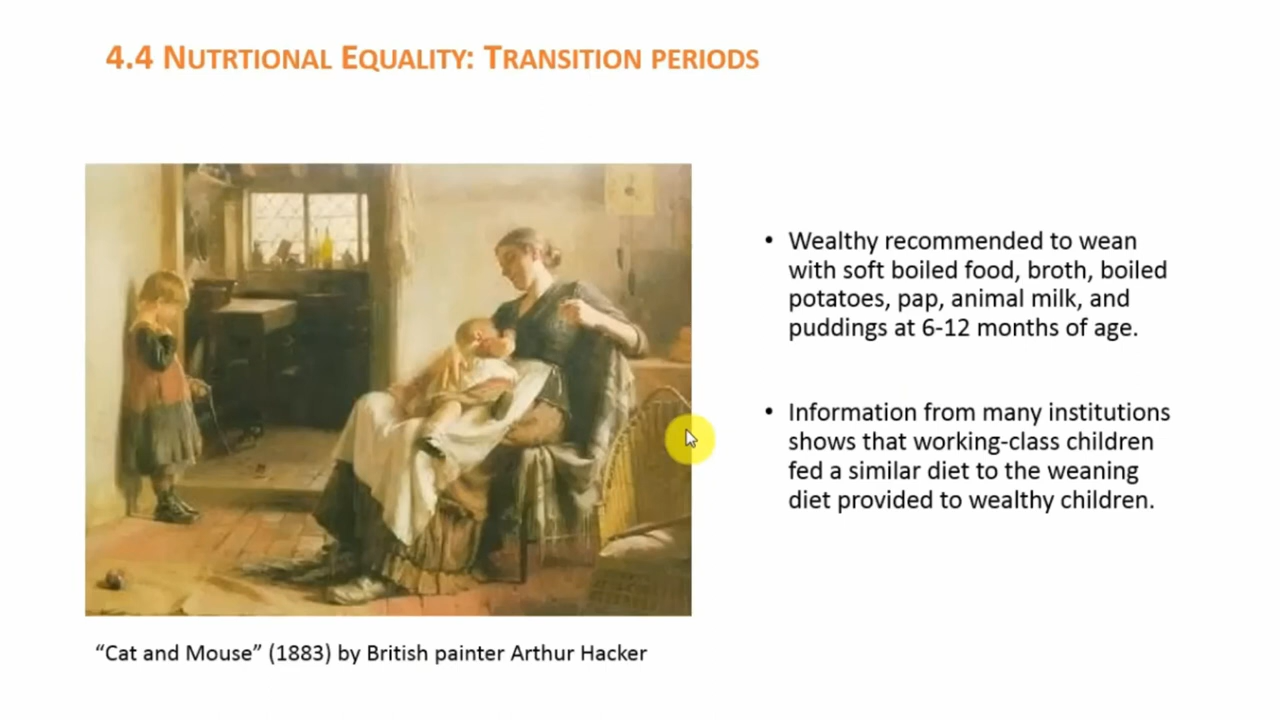 4.4 NUTRTIONAL EQUALITY: TRANSITION PERIODS
• Wealthy recommended to wean
with soft boiled food, broth, boiled
potatoes, pap, animal milk, and
puddings at 6-12 months of age.
• Information from many institutions
shows that working-class children
fed a similar diet to the weaning
diet provided to wealthy children.
“Cat and Mouse” (1883) by British painter Arthur Hacker